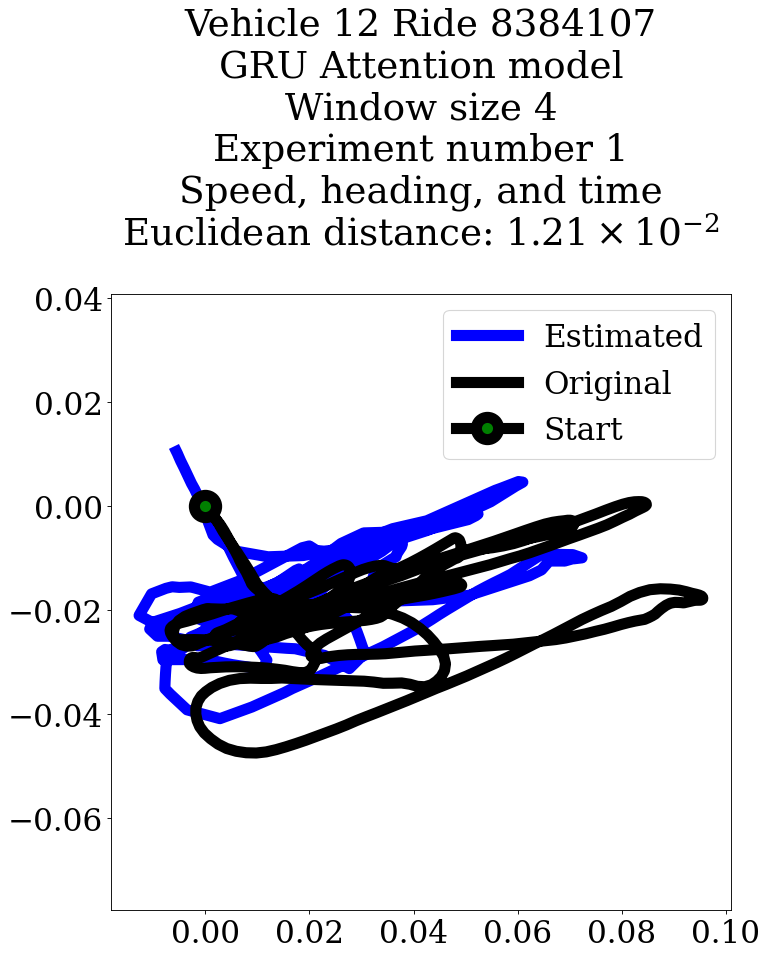 Vehicle 12 Ride 8384107
GRU Attention model
Window size 4
Experiment number 1
Speed, heading, and time
Euclidean distance: 1.21 × 10⁻²
Estimated
Original
Start
0.04
0.02
0.00
−0.02
−0.04
−0.06
0.00 0.02 0.04 0.06 0.08 0.10